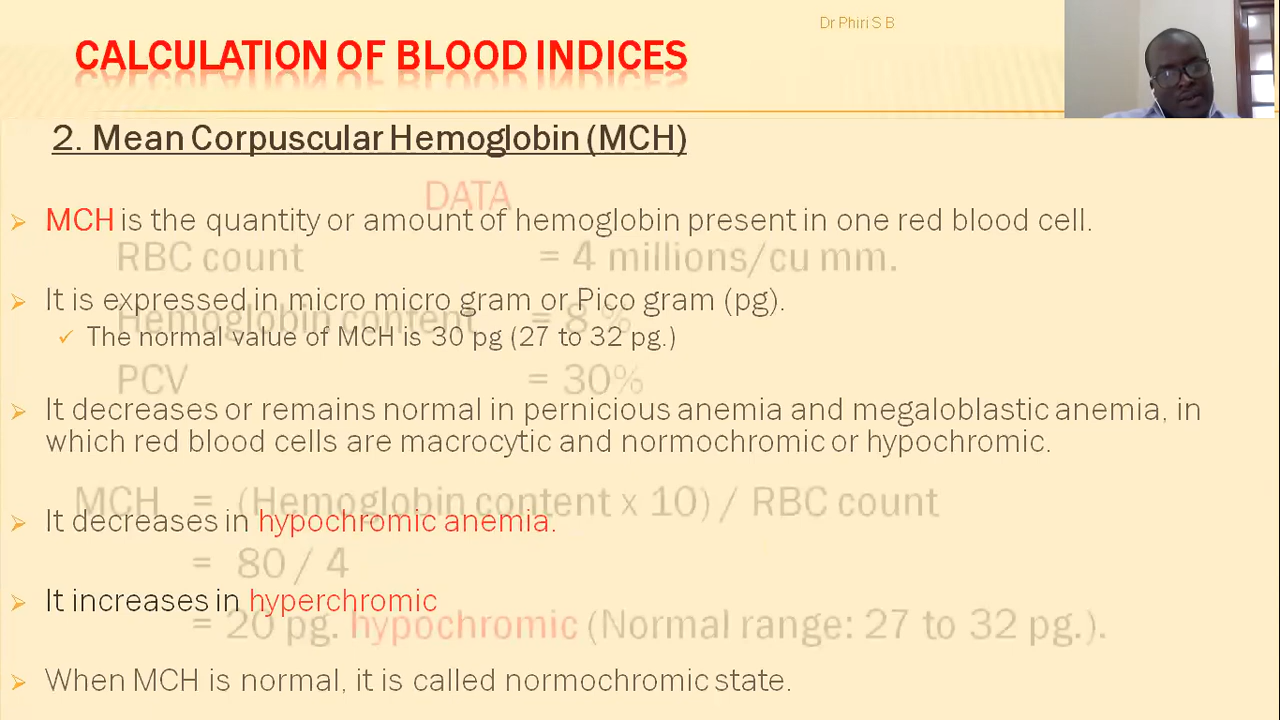 Dr Phiri S B
CALCULATION OF BLOOD INDICES
2. Mean Corpuscular Hemoglobin (MCH)
DATA
MCH is the quantity or amount of hemoglobin present in one red blood cell.
RBC count = 4 millions/cu mm.
It is expressed in micro micro gram or Pico gram (pg).
Hemoglobin content = 8 %
The normal value of MCH is 30 pg (27 to 32 pg.)
PCV = 30%
It decreases or remains normal in pernicious anemia and megaloblastic anemia, in
which red blood cells are macrocytic and normochromic or hypochromic.
MCH = (Hemoglobin content x 10) / RBC count
It decreases in hypochromic anemia.
= 80 / 4
It increases in hyperchromic
= 20 pg. hypochromic (Normal range: 27 to 32 pg.).
When MCH is normal, it is called normochromic state.